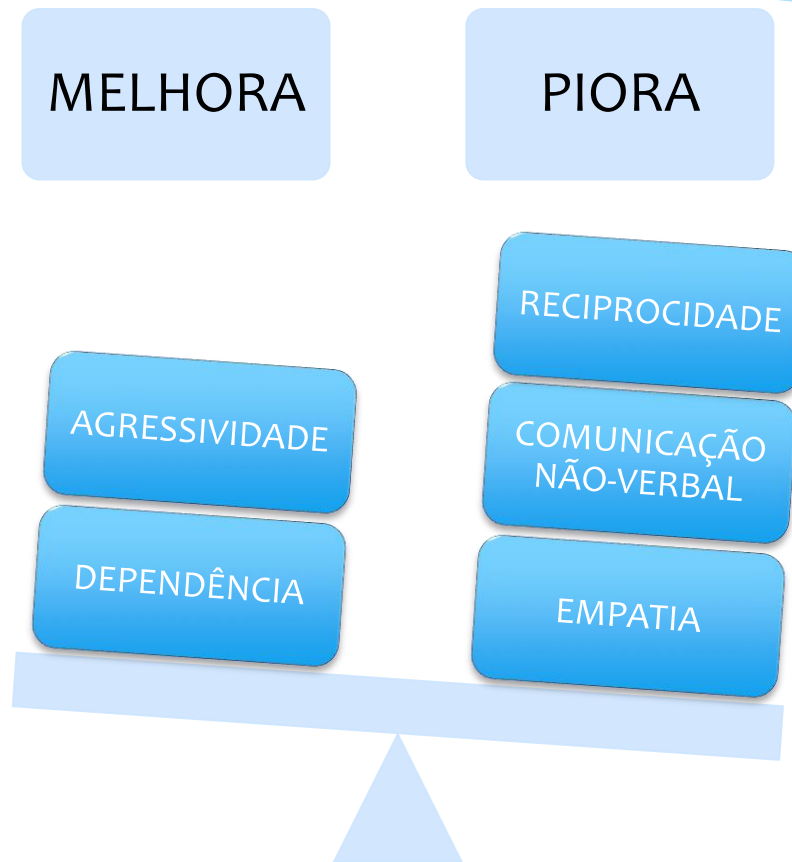 MELHORA
PIORA
AGRESSIVIDADE
DEPENDÊNCIA
RECIPROCIDADE
COMUNICAÇÃO
NÃO-VERBAL
EMPATIA